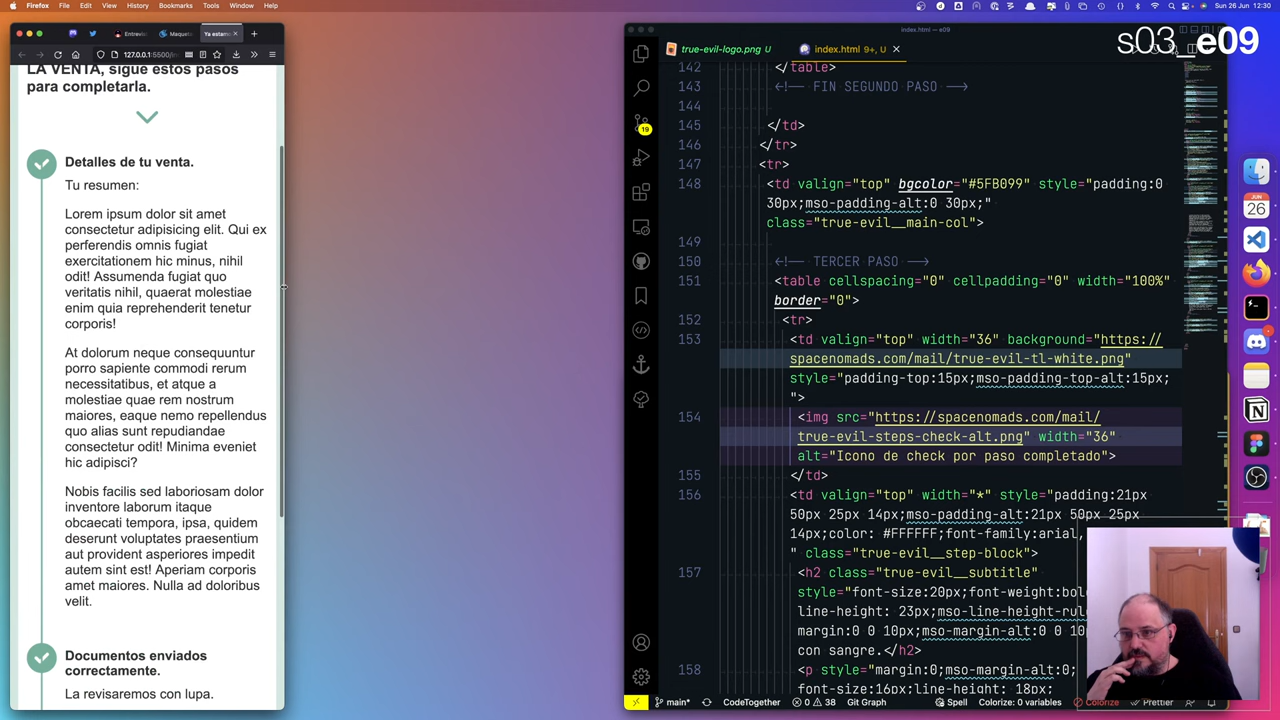 Firefox File Edit View History Bookmarks Tools Window Help
Sun 26 Jun 12:30
Entrevis
Maqueta
Ya estam
127.0.0.1:5500/in
LA VENTA, sigue estos pasos
para completarla.
Detalles de tu venta.
Tu resumen:
Lorem ipsum dolor sit amet
consectetur adipisicing elit. Qui ex
perferendis omnis fugiat
exercitationem hic minus, nihil
odit! Assumenda fugiat quo
veritatis nihil, quaerat molestiae
enim quia reprehenderit tenetur
corporis!
At dolorum neque consequuntur
porro sapiente commodi rerum
necessitatibus, et atque a
molestiae quae rem nostrum
maiores, eaque nemo repellendus
quo alias sunt repudiandae
consectetur odit! Minima eveniet
hic adipisci?
Nobis facilis sed laboriosam dolor
inventore laborum itaque
obcaecati tempora, ipsa, quidem
deserunt voluptates praesentium
aut provident asperiores impedit
autem sint est! Aperiam corporis
amet maiores. Nulla ad doloribus
velit.
Documentos enviados
correctamente.
La revisaremos con lupa.
index.html — e09
s03_e09
true-evil-logo.png U
index.html 9+, U
142 </table>
143 <!-- FIN SEGUNDO PASO -->
144
145 </td>
146 </tr>
147 <tr>
148 <td valign="top" bgcolor="#5FB099" style="padding:0
30px;mso-padding-alt:0 30px;"
class="true-evil__main-col">
149
150 <!-- TERCER PASO -->
151 <table cellspacing="0" cellpadding="0" width="100%"
border="0">
152 <tr>
153 <td valign="top" width="36" background="https://
spacenomads.com/mail/true-evil-tl-white.png"
style="padding-top:15px;mso-padding-top-alt:15px;
">
154 <img src="https://spacenomads.com/mail/
true-evil-steps-check-alt.png" width="36"
alt="Icono de check por paso completado">
155 </td>
156 <td valign="top" width="*" style="padding:21px
50px 25px 14px;mso-padding-alt:21px 50px 25px
14px;color: #FFFFFF;font-family:arial,
" class="true-evil__step-block">
157 <h2 class="true-evil__subtitle"
style="font-size:20px;font-weight:bol
line-height: 23px;mso-line-height-rul
margin:0 0 10px;mso-margin-alt:0 0 10p
con sangre.</h2>
158 <p style="margin:0;mso-margin-alt:0;
font-size:16px;line-height: 18px;
19
JUN
26
main* CodeTogether 0 38 Git Graph Spell Colorize: 0 variables Colorize Prettier